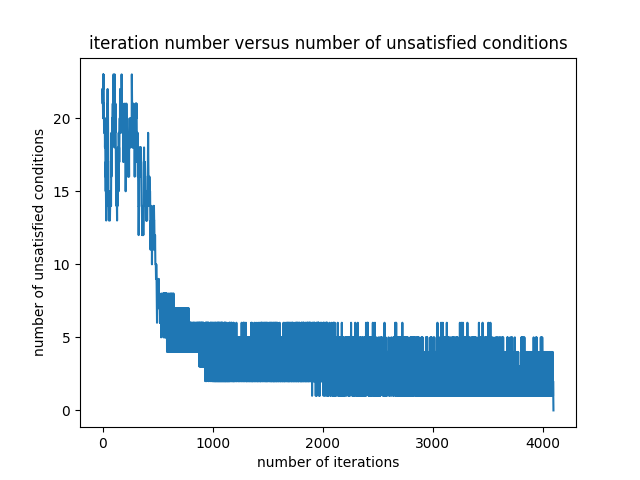 iteration number versus number of unsatisfied conditions
number of unsatisfied conditions
20
15
10
5
0
0 1000 2000 3000 4000
number of iterations